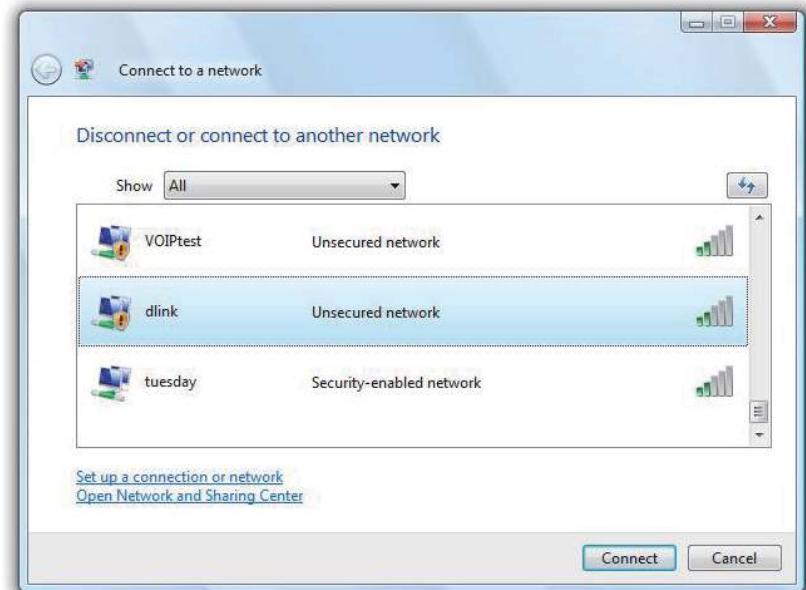 Connect to a network
Disconnect or connect to another network
Show All
VOIPtest Unsecured network
dlink Unsecured network
tuesday Security-enabled network
Set up a connection or network
Open Network and Sharing Center
Connect Cancel